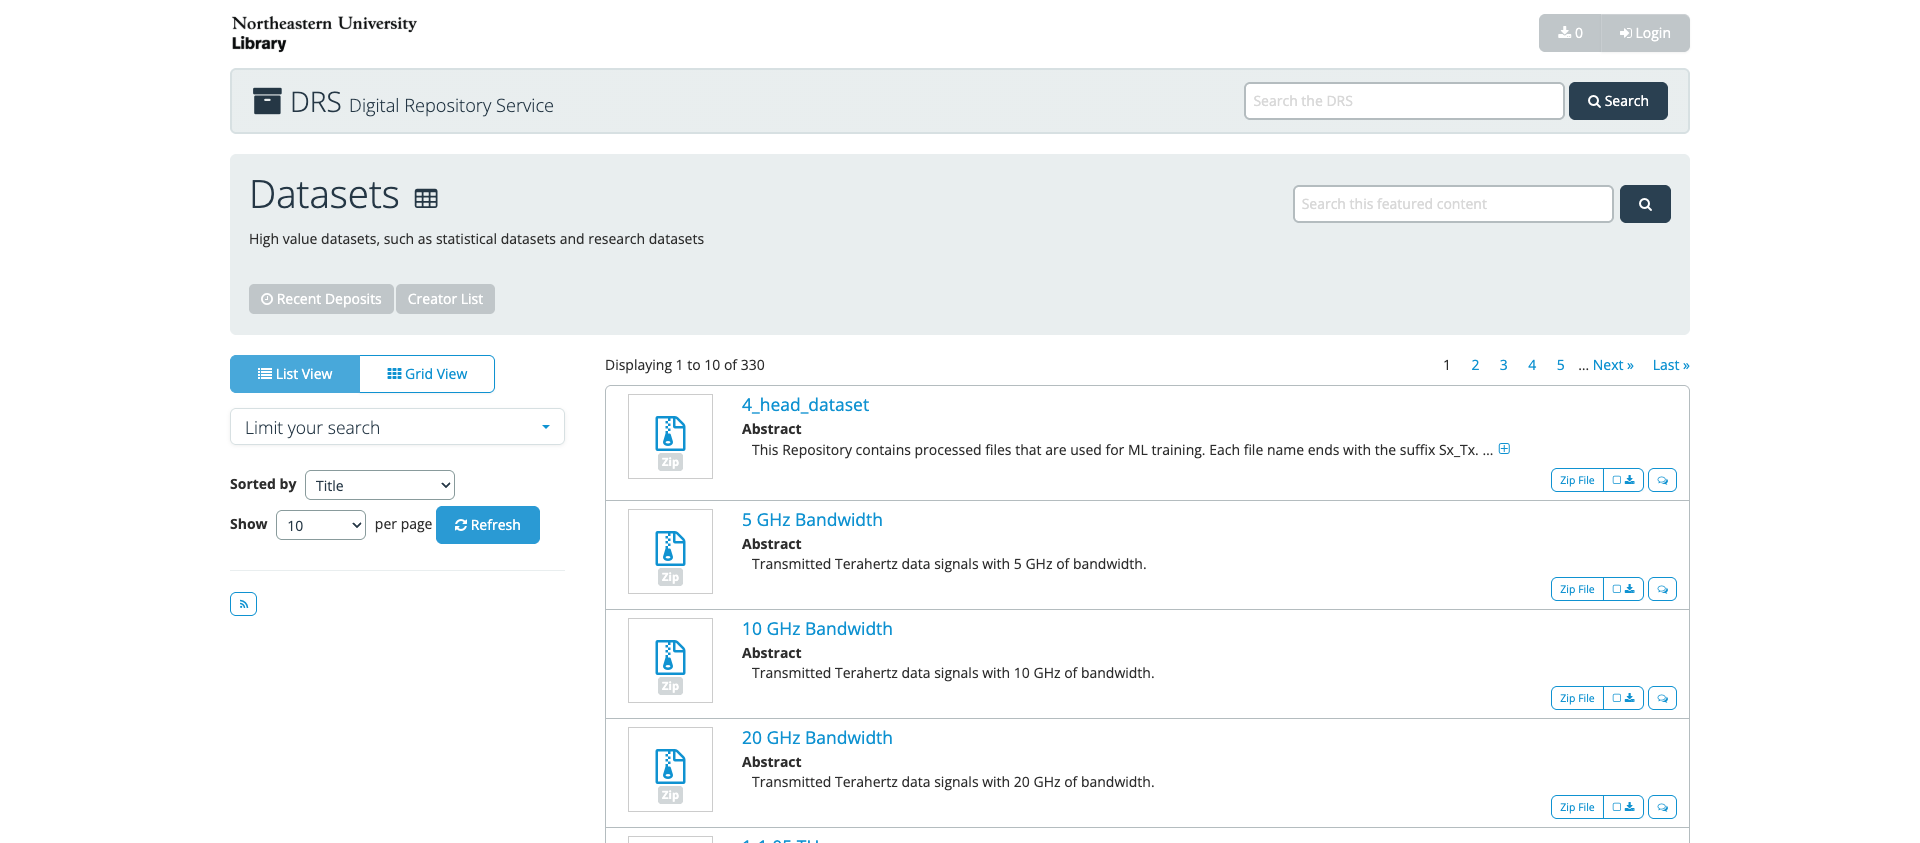 Northeastern University
Library
0 Login
DRS Digital Repository Service
Search the DRS
Search
Datasets
Search this featured content
High value datasets, such as statistical datasets and research datasets
Recent Deposits Creator List
List View Grid View
Limit your search
Sorted by Title
Show 10 per page Refresh
Displaying 1 to 10 of 330
1 2 3 4 5 ... Next » Last »
Zip
4_head_dataset
Abstract
This Repository contains processed files that are used for ML training. Each file name ends with the suffix Sx_Tx. ...
Zip File
Zip
5 GHz Bandwidth
Abstract
Transmitted Terahertz data signals with 5 GHz of bandwidth.
Zip File
Zip
10 GHz Bandwidth
Abstract
Transmitted Terahertz data signals with 10 GHz of bandwidth.
Zip File
Zip
20 GHz Bandwidth
Abstract
Transmitted Terahertz data signals with 20 GHz of bandwidth.
Zip File